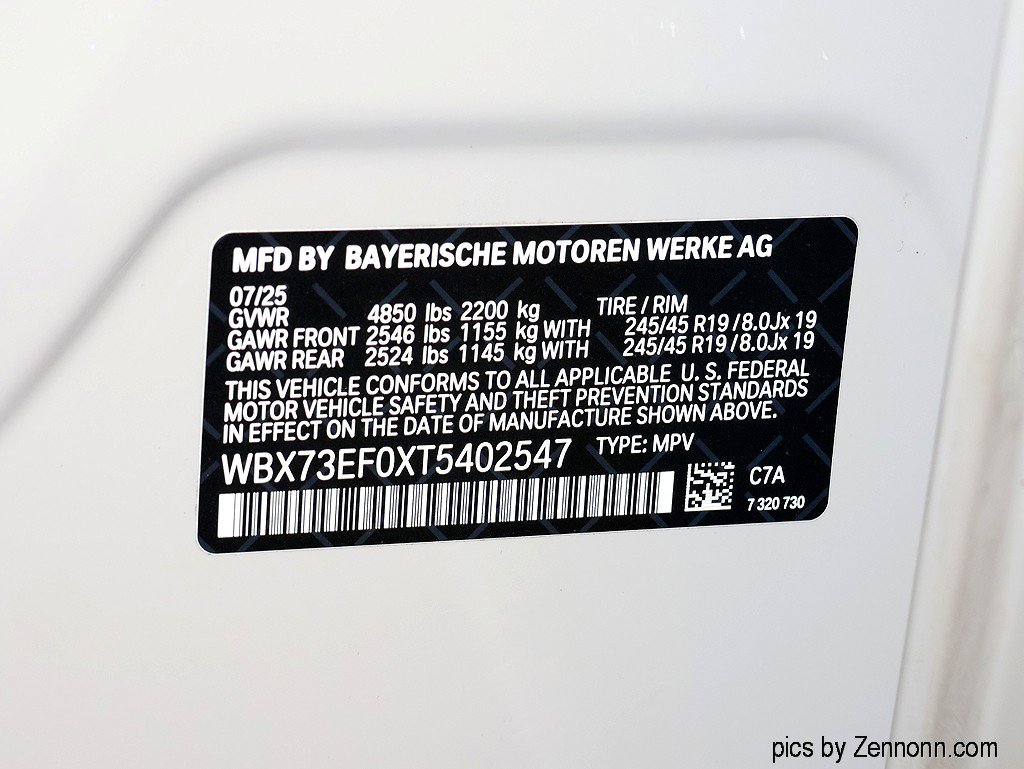 MFD BY BAYERISCHE MOTOREN WERKE AG
07/25
GVWR 4850 lbs 2200 kg TIRE / RIM
GAWR FRONT 2546 lbs 1155 kg WITH 245/45 R19 /8.0Jx 19
GAWR REAR 2524 lbs 1145 kg WITH 245/45 R19 /8.0Jx 19
THIS VEHICLE CONFORMS TO ALL APPLICABLE U. S. FEDERAL
MOTOR VEHICLE SAFETY AND THEFT PREVENTION STANDARDS
IN EFFECT ON THE DATE OF MANUFACTURE SHOWN ABOVE.
WBX73EF0XT5402547 TYPE: MPV
C7A
7 320 730
pics by Zennonn.com